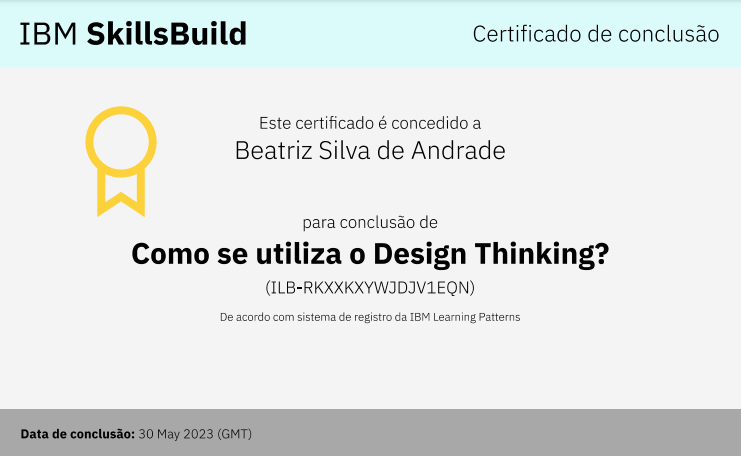 IBM SkillsBuild
Certificado de conclusão
Este certificado é concedido a
Beatriz Silva de Andrade
para conclusão de
Como se utiliza o Design Thinking?
(ILB-RKXXKXYWJDJV1EQN)
De acordo com sistema de registro da IBM Learning Patterns
Data de conclusão: 30 May 2023 (GMT)